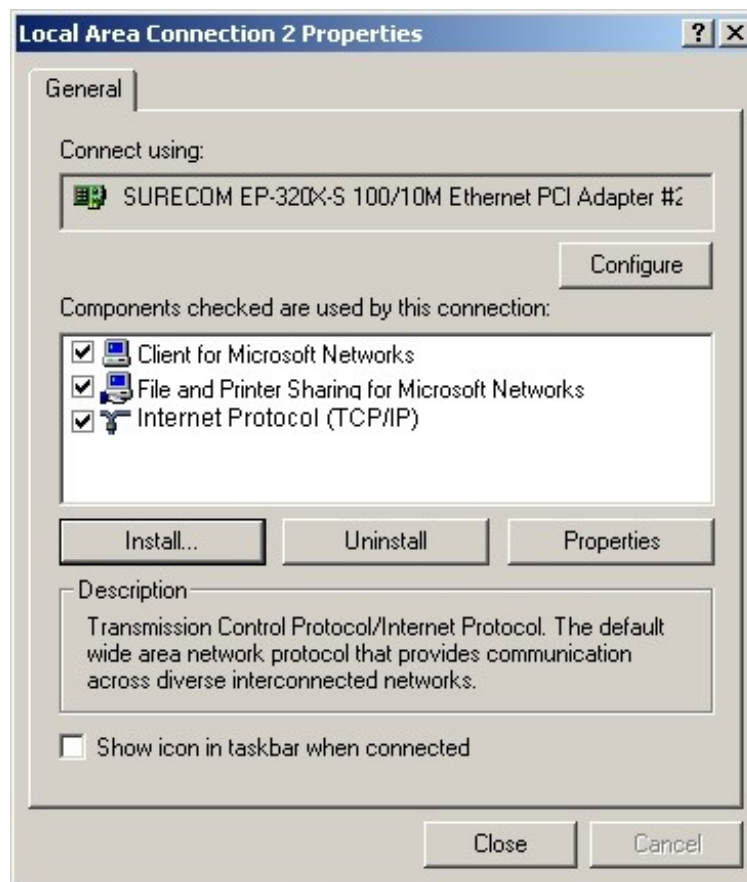 Local Area Connection 2 Properties
General
Connect using:
SURECOM EP-320X-S 100/10M Ethernet PCI Adapter #2
Configure
Components checked are used by this connection:
Client for Microsoft Networks
File and Printer Sharing for Microsoft Networks
Internet Protocol (TCP/IP)
Install... Uninstall Properties
Description
Transmission Control Protocol/Internet Protocol. The default
wide area network protocol that provides communication
across diverse interconnected networks.
Show icon in taskbar when connected
Close Cancel